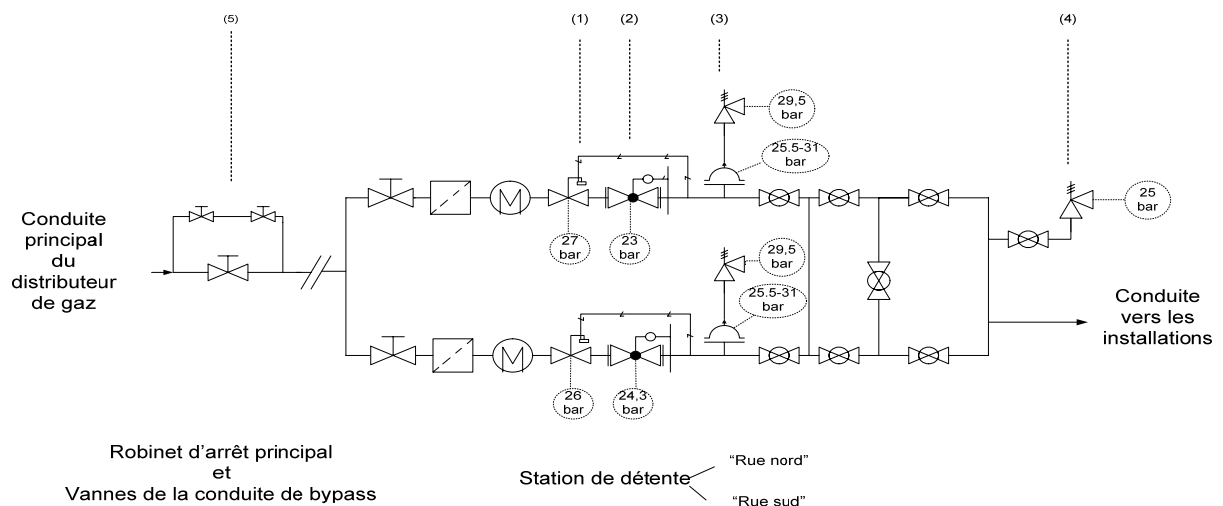 (5)
(1)
(2)
(3)
(4)
29,5
bar
25.5-31
bar
25
bar
M
27
bar
23
bar
Conduite
principal
du
distributeur
de gaz
29,5
bar
25.5-31
bar
Conduite
vers les
installations
M
26
bar
24,3
bar
Robinet d'arrêt principal
et
Vannes de la conduite de bypass
Station de détente
“Rue nord”
“Rue sud”